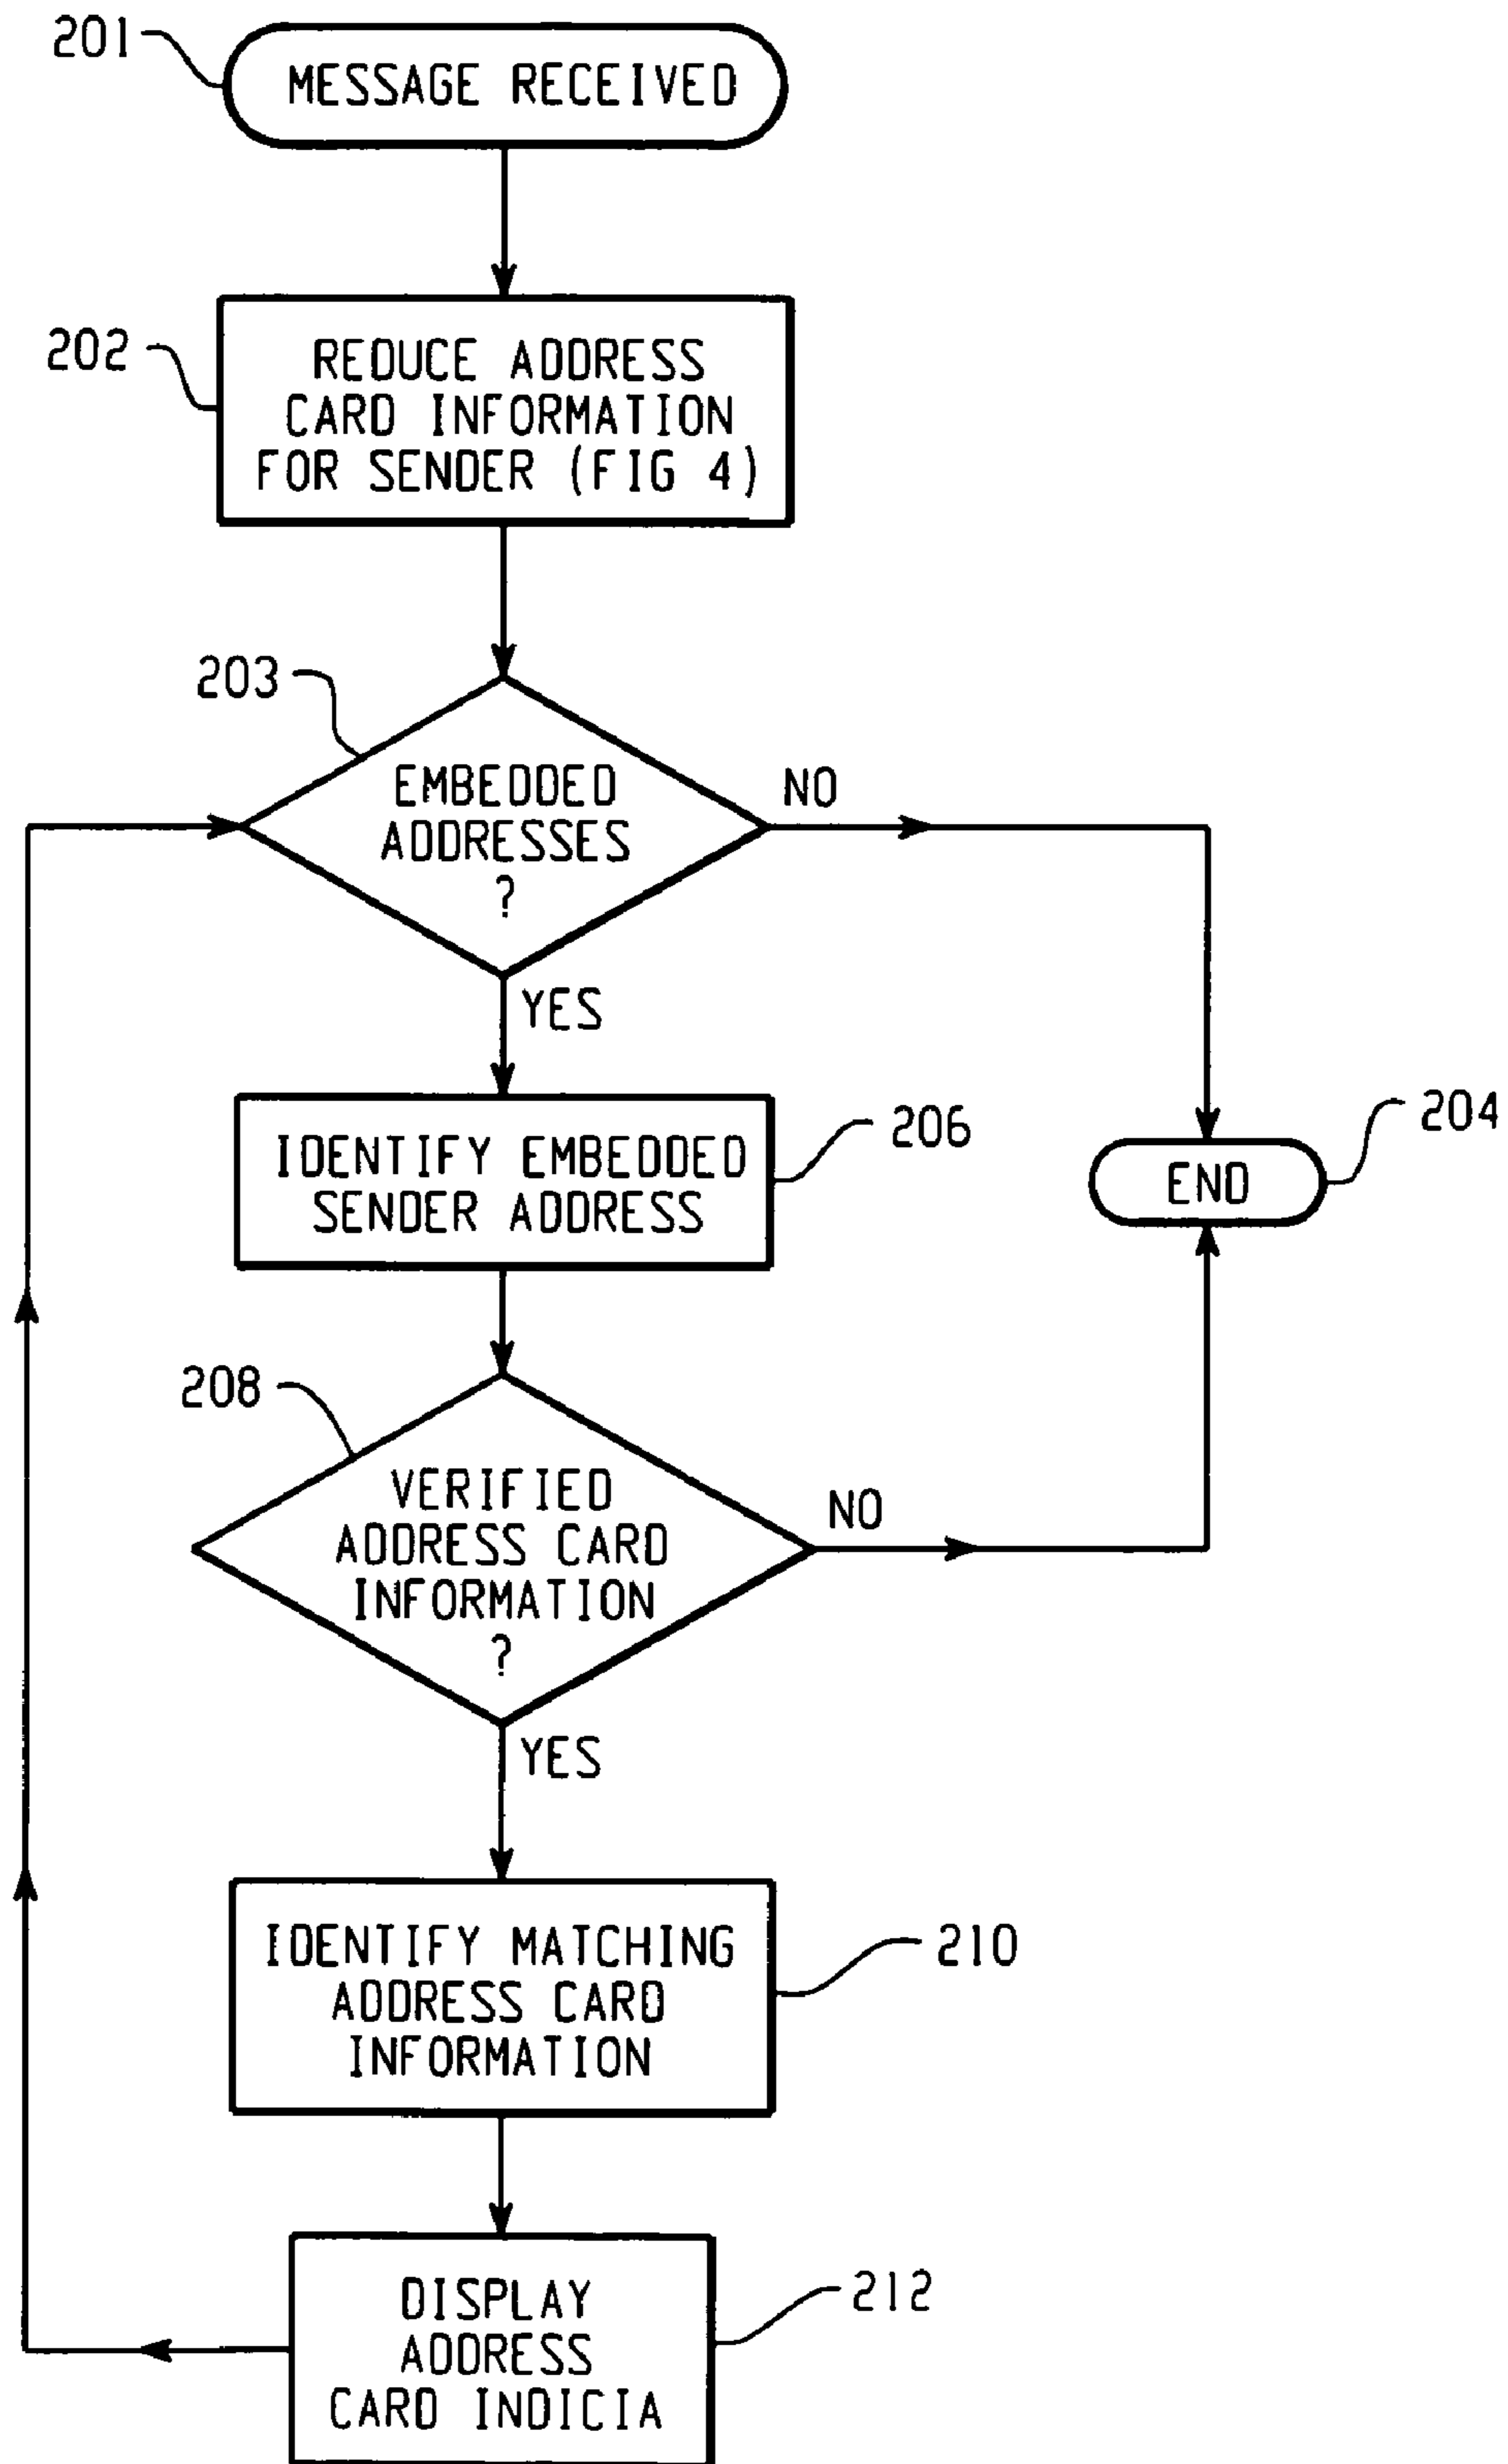 201
MESSAGE RECEIVED
202
REDUCE ADDRESS
CARD INFORMATION
FOR SENDER (FIG 4)
203
EMBEDDED
ADDRESSES
?
NO
YES
206
IDENTIFY EMBEDDED
SENDER ADDRESS
204
END
208
VERIFIED
ADDRESS CARD
INFORMATION
?
NO
YES
210
IDENTIFY MATCHING
ADDRESS CARD
INFORMATION
212
DISPLAY
ADDRESS
CARD INDICIA